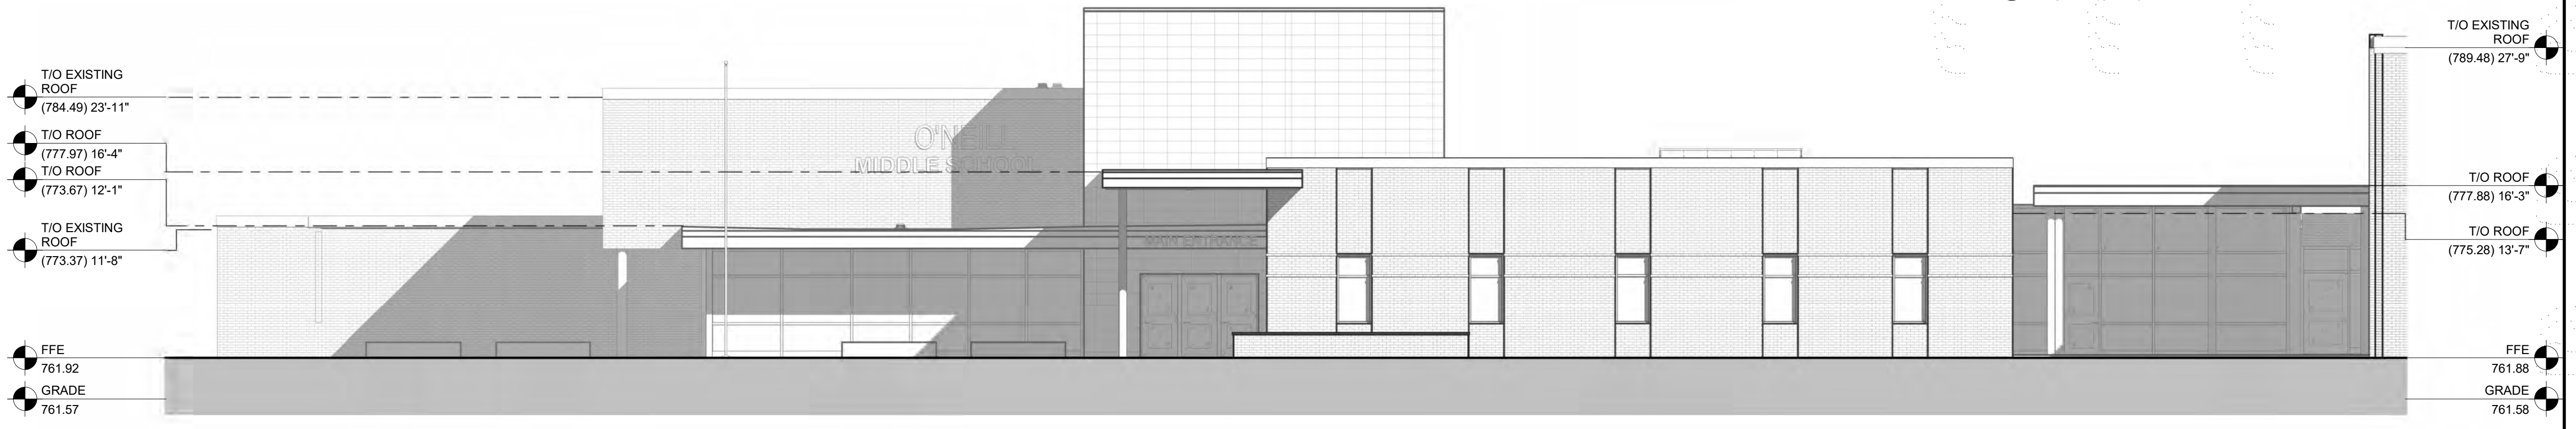 T/O EXISTING
ROOF
(784.49) 23'-11"
T/O ROOF
(777.97) 16'-4"
T/O ROOF
(773.67) 12'-1"
T/O EXISTING
ROOF
(773.37) 11'-8"
FFE
761.92
GRADE
761.57
O'NEILL
MIDDLE SCHOOL
MAIN ENTRANCE
T/O EXISTING
ROOF
(789.48) 27'-9"
T/O ROOF
(777.88) 16'-3"
T/O ROOF
(775.28) 13'-7"
FFE
761.88
GRADE
761.58